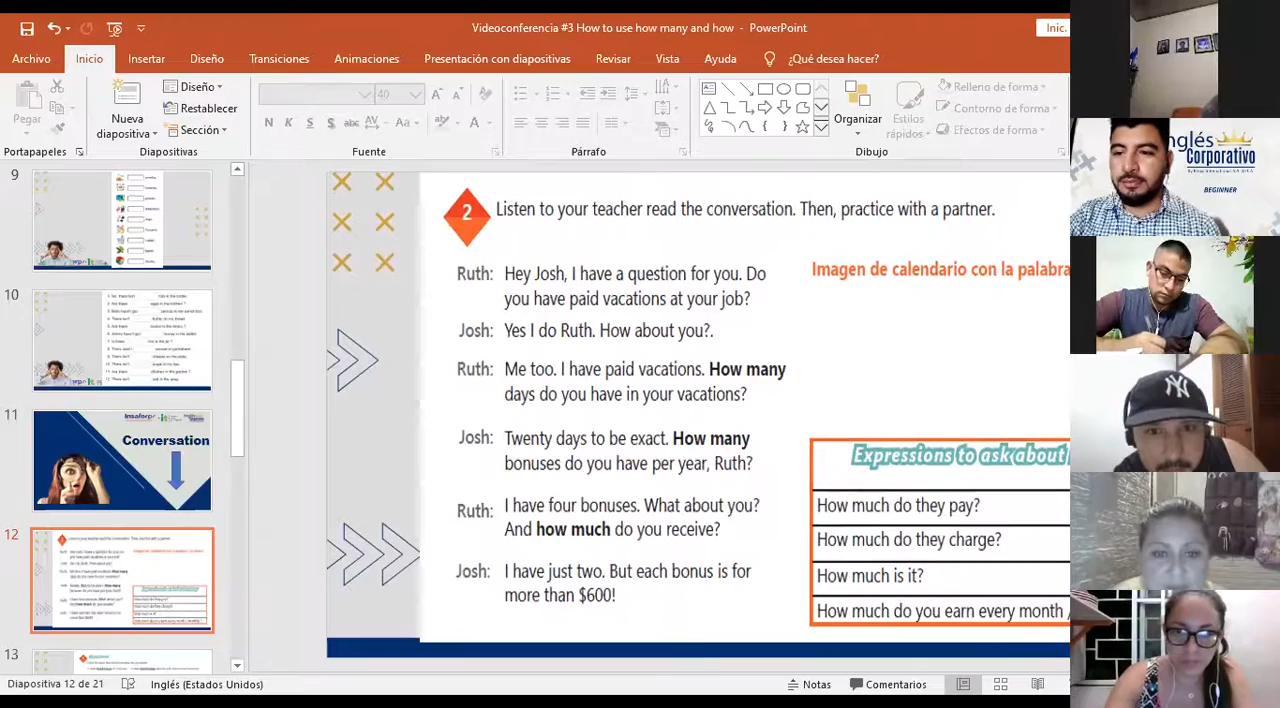 Videoconferencia #3 How to use how many and how - PowerPoint
Inic.
Archivo Inicio Insertar Diseño Transiciones Animaciones Presentación con diapositivas Revisar Vista Ayuda ¿Qué desea hacer?
Pegar
Nueva diapositiva
Diseño
Restablecer
Sección
40
N K S S abc AV Aa A
Organizar
Estilos rápidos
Relleno de forma
Contorno de forma
Efectos de forma
Portapapeles Diapositivas Fuente Párrafo Dibujo
9
10
11
Conversation
12
13
2
Listen to your teacher read the conversation. Then, practice with a partner.
Ruth: Hey Josh, I have a question for you. Do
you have paid vacations at your job?
Josh: Yes I do Ruth. How about you?.
Ruth: Me too. I have paid vacations. How many
days do you have in your vacations?
Josh: Twenty days to be exact. How many
bonuses do you have per year, Ruth?
Ruth: I have four bonuses. What about you?
And how much do you receive?
Josh: I have just two. But each bonus is for
more than $600!
Imagen de calendario con la palabra
Expressions to ask about
How much do they pay?
How much do they charge?
How much is it?
How much do you earn every month
Diapositiva 12 de 21 Inglés (Estados Unidos) Notas Comentarios
Inglés
Corporativo
BEGINNER
NY